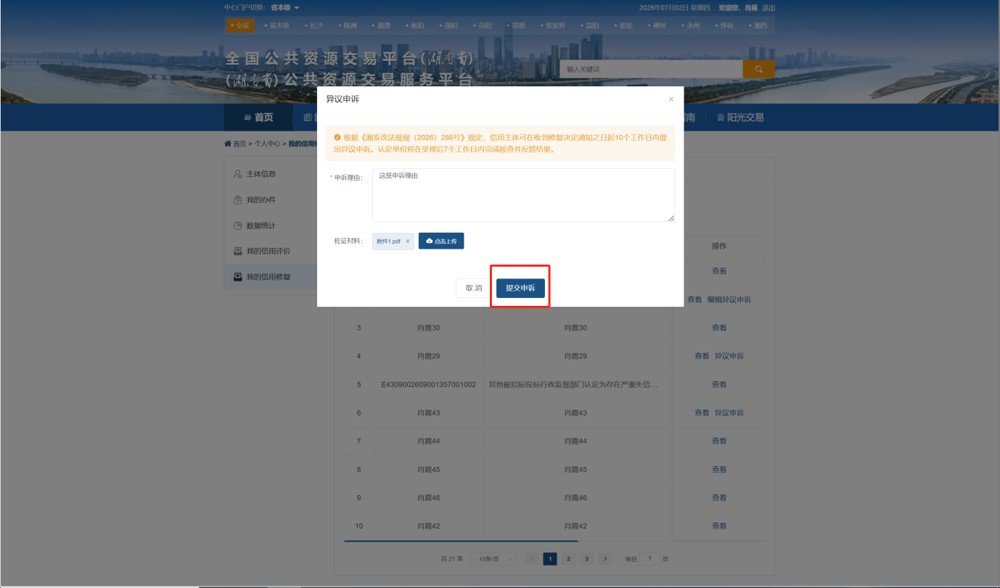 中心门户切换： 省本级
2026年07月02日 星期四 欢迎您，肖霞 退出
• 全省 • 省本级 • 长沙 • 株洲 • 湘潭 • 衡阳 • 邵阳 • 岳阳 • 常德 • 张家界 • 益阳 • 娄底 • 郴州 • 永州 • 怀化 • 湘西
全国公共资源交易平台(湖南省)
(湖南省)公共资源交易服务平台
输入关键词
首页
南
阳光交易
首页 > 个人中心 > 我的信用
主体信息
我的办件
数据统计
我的信用评价
我的信用修复
异议申诉
×
根据《湘发改法规规（2026）286号》规定，信用主体可在收到修复决定通知之日起10个工作日内提
出异议申诉。认定单位将在受理后7个工作日内完成核查并反馈结果。
* 申诉理由：
这是申诉理由
佐证材料：
附件1.pdf ×
点击上传
取 消
提交申诉
操作
查看
查看 编辑异议申诉
3 肖霞30 肖霞30 查看
4 肖霞29 肖霞29 查看 异议申诉
5 E4309002609001357001002 其他被招标投标行政监督部门认定为存在严重失信... 查看
6 肖霞43 肖霞43 查看 异议申诉
7 肖霞44 肖霞44 查看
8 肖霞45 肖霞45 查看
9 肖霞46 肖霞46 查看
10 肖霞42 肖霞42 查看
共 21 条 10条/页 < 1 2 3 > 前往 1 页